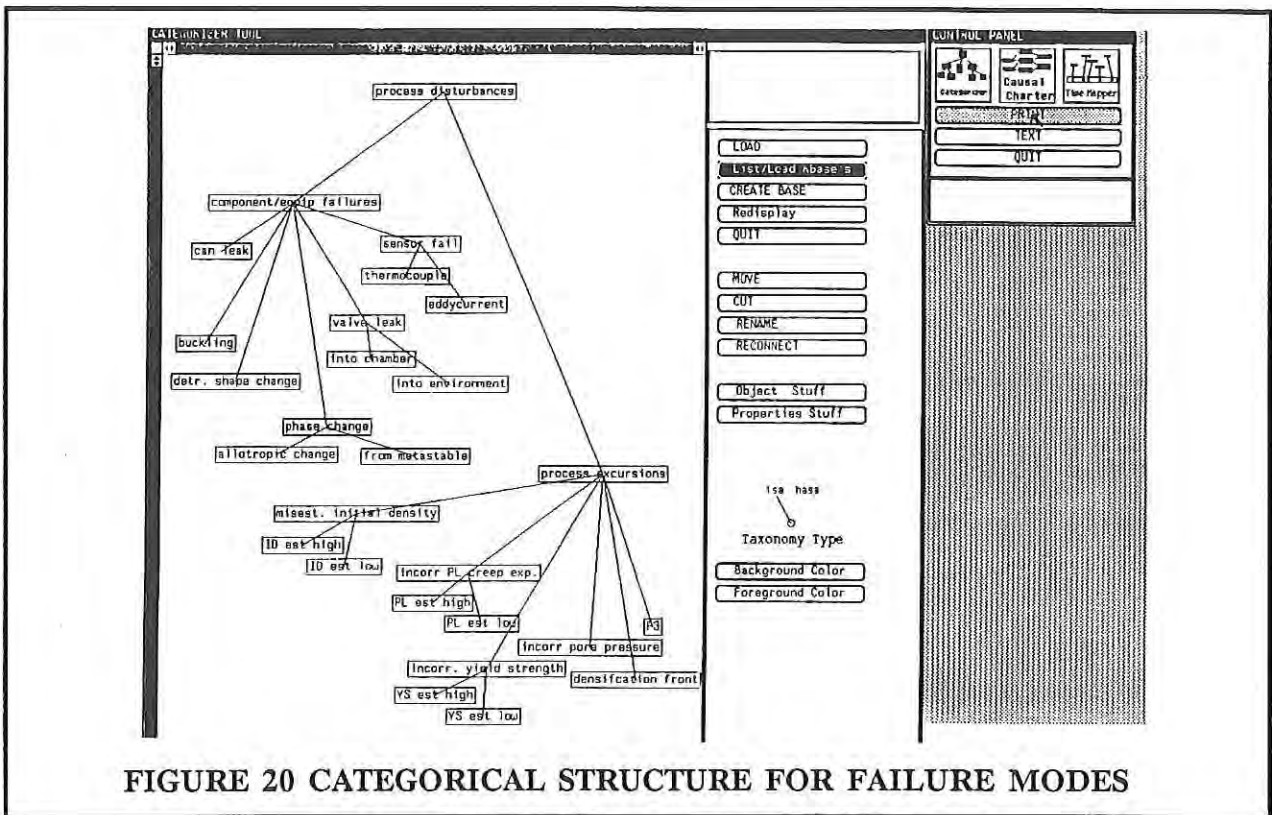 CATEGORIZER TOOL
process disturbances
component/equip failures
can leak
sensor fail
thermocouple
eddycurrent
valve leak
buckling
into chamber
detr. shape change
into enviroment
phase change
allotropic change
from metastable
process excursions
misest. initial density
ID est high
ID est low
incorr PL creep exp.
PL est high
PL est low
incorr pore pressure
incorr. yield strength
densifcation front
YS est high
YS est low
LOAD
List/Load kbase's
CREATE BASE
Redisplay
QUIT
MOVE
CUT
RENAME
RECONNECT
Object Stuff
Properties Stuff
isa hasa
Taxonomy Type
Background Color
Foreground Color
CONTROL PANEL
Categorizer
Causal
Charter
Time Mapper
PRINT
TEXT
QUIT
FIGURE 20 CATEGORICAL STRUCTURE FOR FAILURE MODES